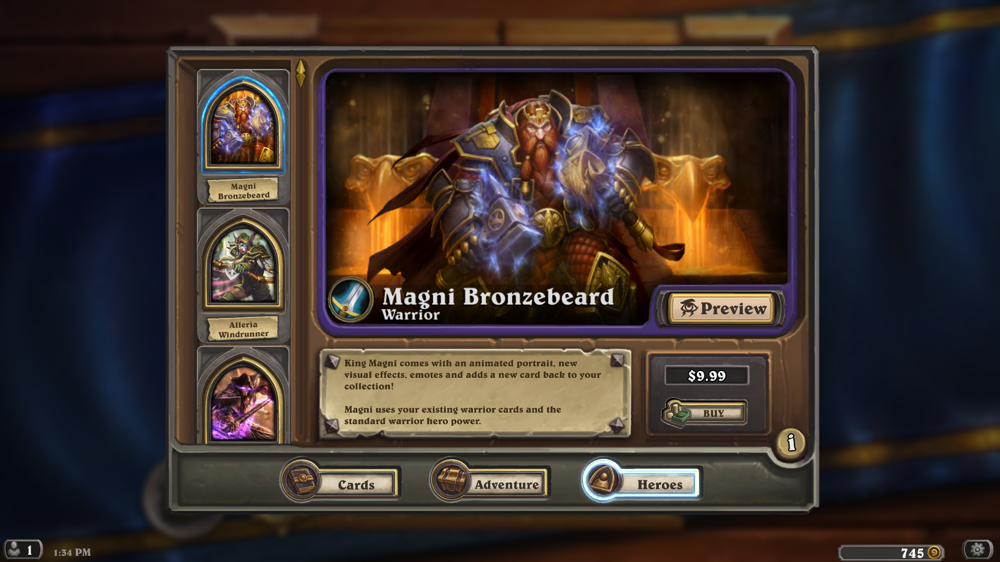 Magni
Bronzebeard
Alleria
Windrunner
Magni Bronzebeard
Warrior
Preview
King Magni comes with an animated portrait, new
visual effects, emotes and adds a new card back to your
collection!
Magni uses your existing warrior cards and the
standard warrior hero power.
$9.99
BUY
i
Cards
Adventure
Heroes
1
1:34 PM
745